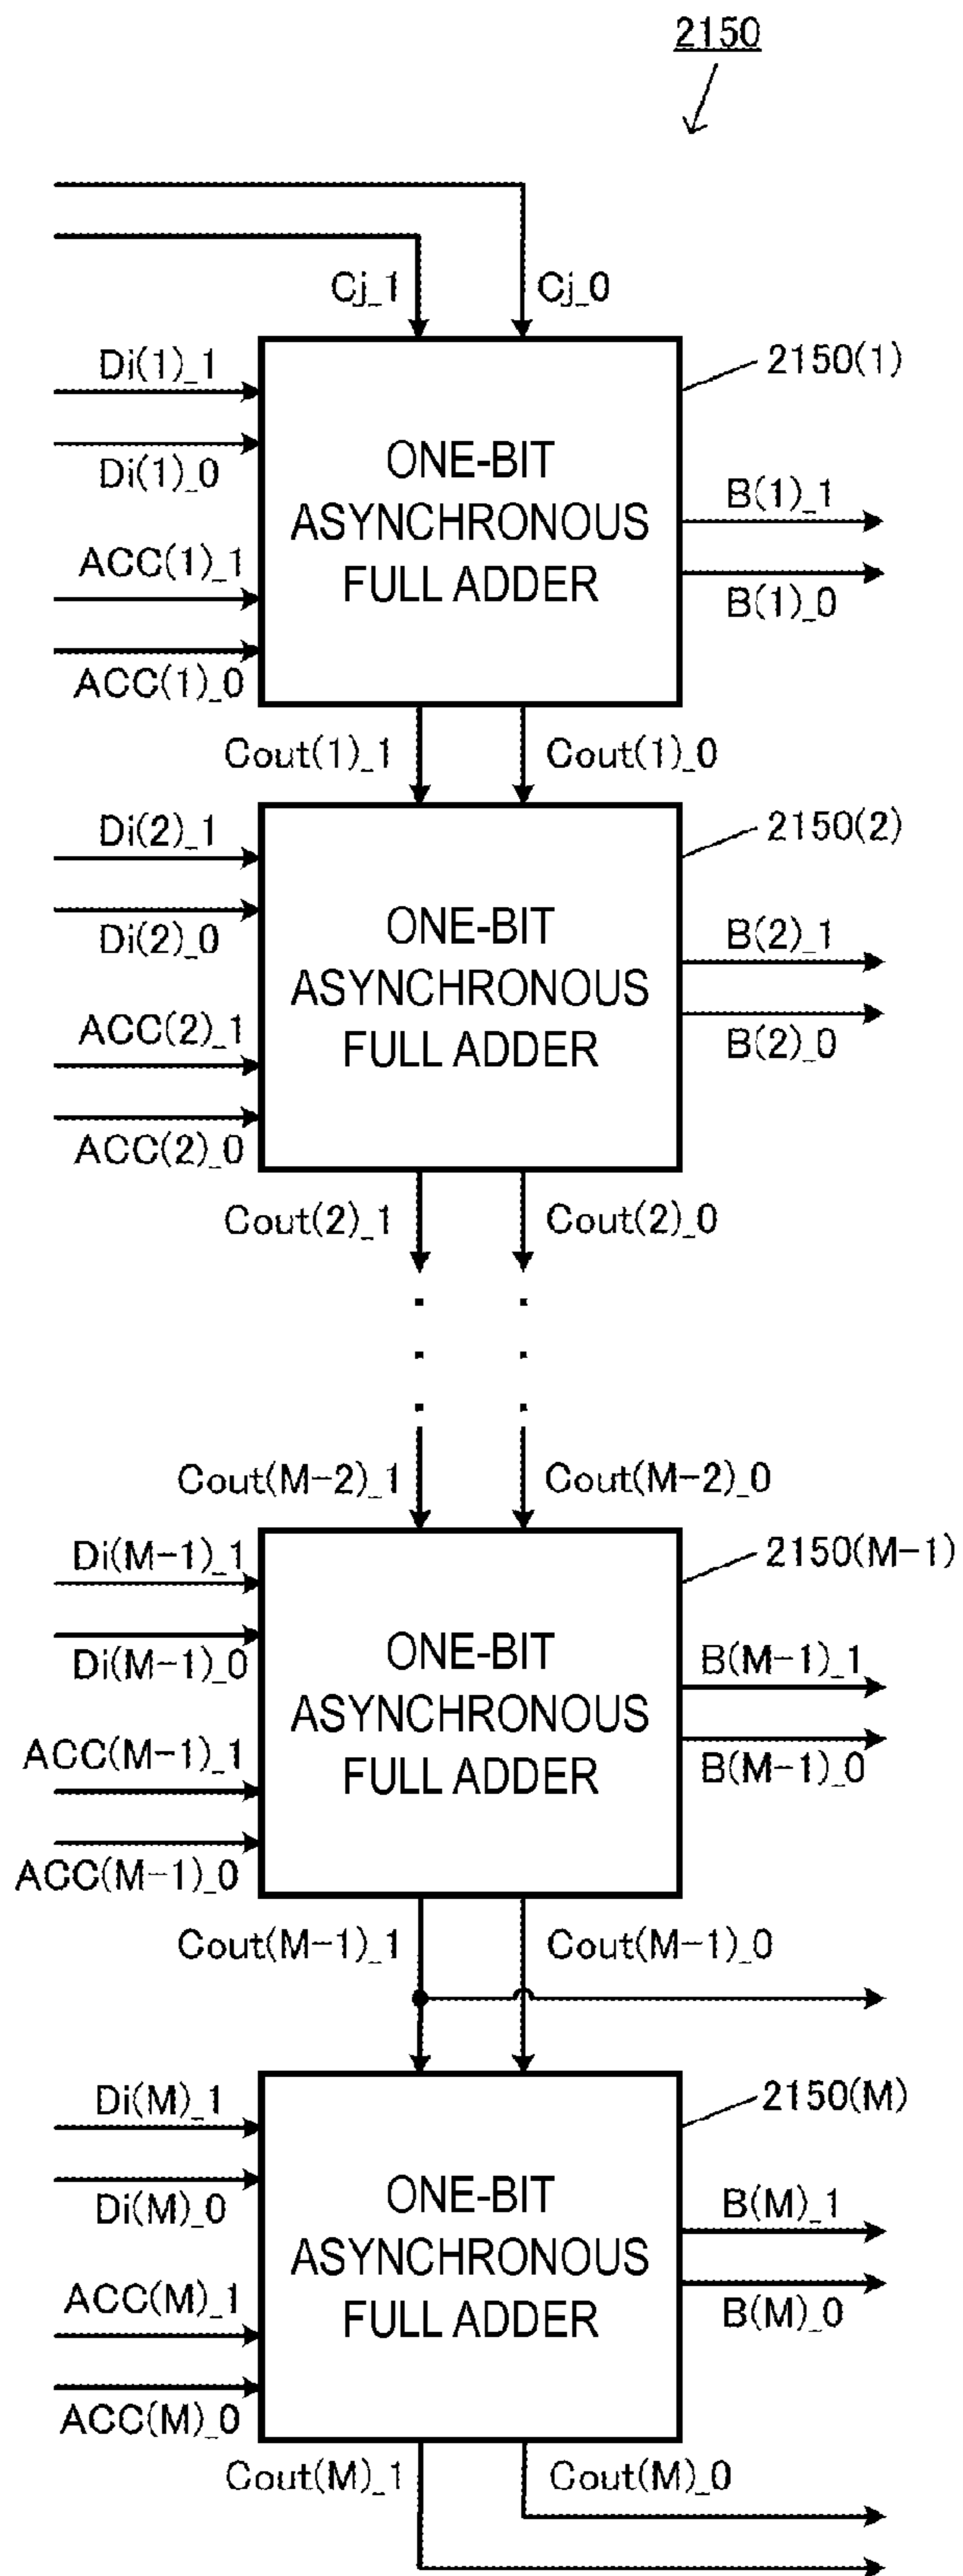 2150
Cj_1
Cj_0
Di(1)_1
2150(1)
Di(1)_0
ONE-BIT
ASYNCHRONOUS
FULL ADDER
B(1)_1
ACC(1)_1
B(1)_0
ACC(1)_0
Cout(1)_1
Cout(1)_0
Di(2)_1
2150(2)
Di(2)_0
ONE-BIT
ASYNCHRONOUS
FULL ADDER
B(2)_1
ACC(2)_1
B(2)_0
ACC(2)_0
Cout(2)_1
Cout(2)_0
Cout(M-2)_1
Cout(M-2)_0
Di(M-1)_1
2150(M-1)
Di(M-1)_0
ONE-BIT
ASYNCHRONOUS
FULL ADDER
B(M-1)_1
ACC(M-1)_1
B(M-1)_0
ACC(M-1)_0
Cout(M-1)_1
Cout(M-1)_0
Di(M)_1
2150(M)
Di(M)_0
ONE-BIT
ASYNCHRONOUS
FULL ADDER
B(M)_1
ACC(M)_1
B(M)_0
ACC(M)_0
Cout(M)_1
Cout(M)_0